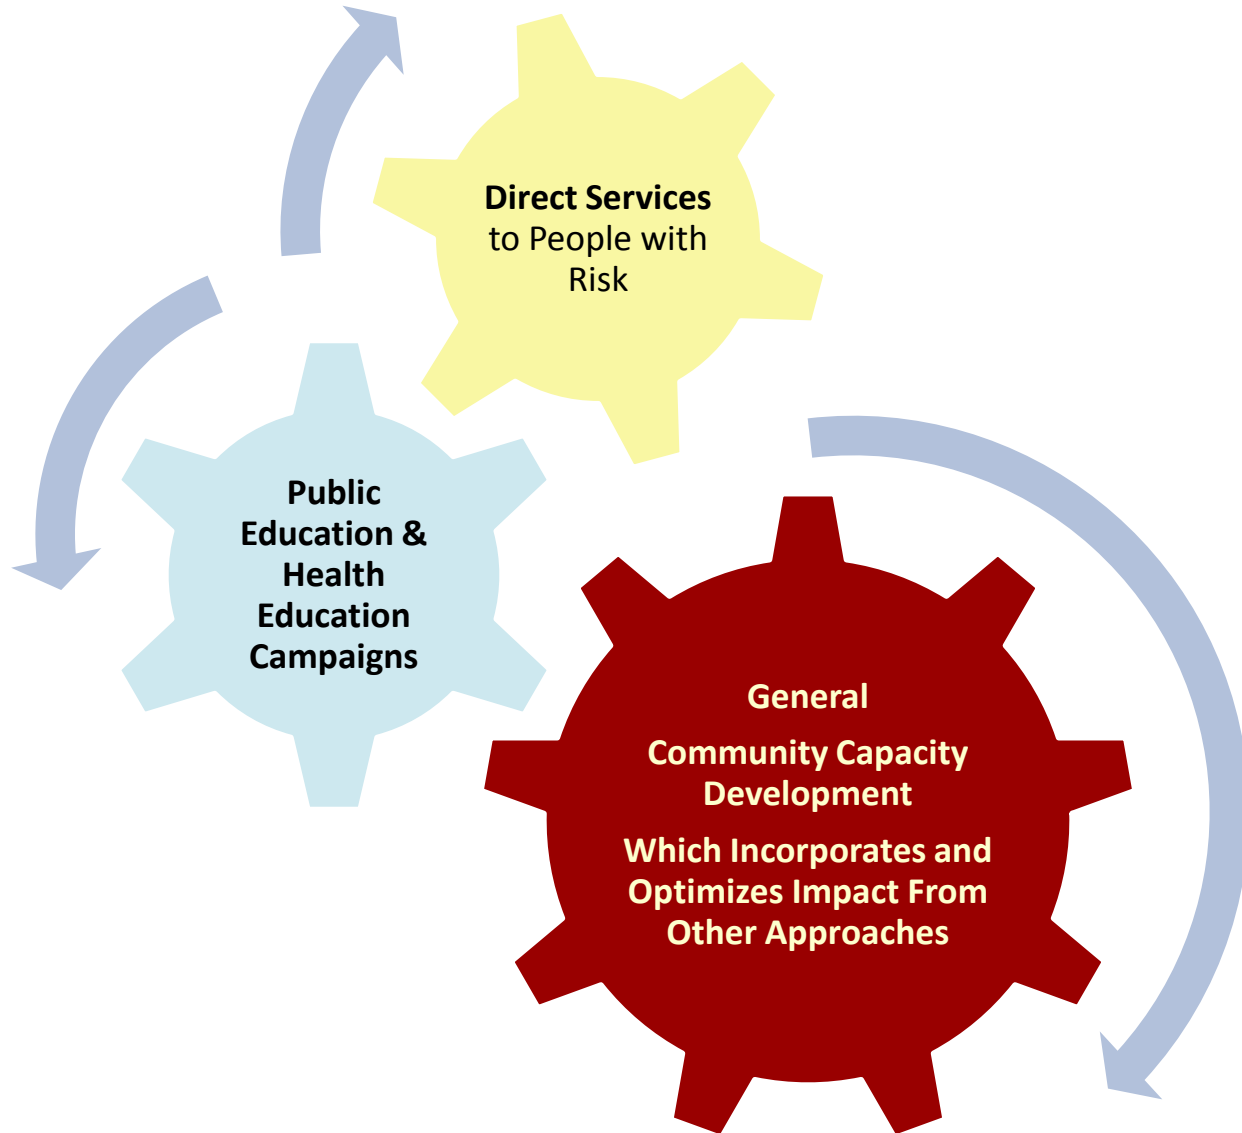 Direct Services
to People with
Risk
Public
Education &
Health
Education
Campaigns
General
Community Capacity
Development
Which Incorporates and
Optimizes Impact From
Other Approaches